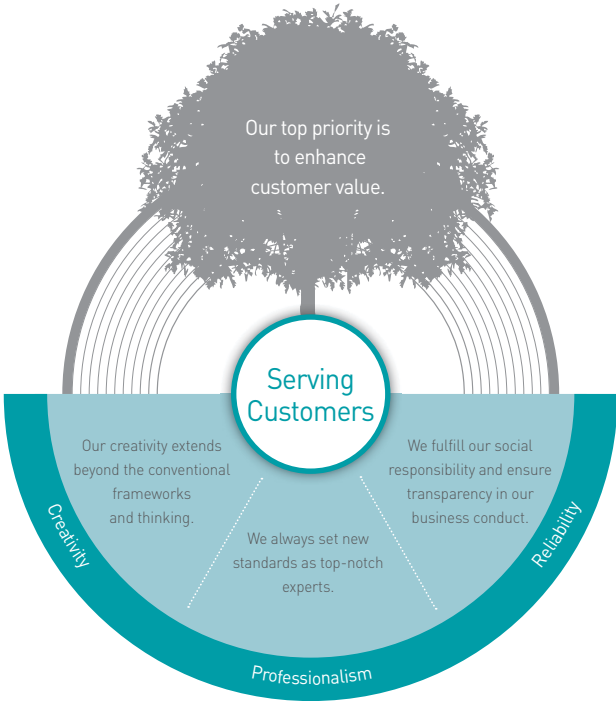 Our top priority is
to enhance
customer value.
Serving
Customers
Our creativity extends
beyond the conventional
frameworks
and thinking.
We always set new
standards as top-notch
experts.
We fulfill our social
responsibility and ensure
transparency in our
business conduct.
Creativity
Professionalism
Reliability